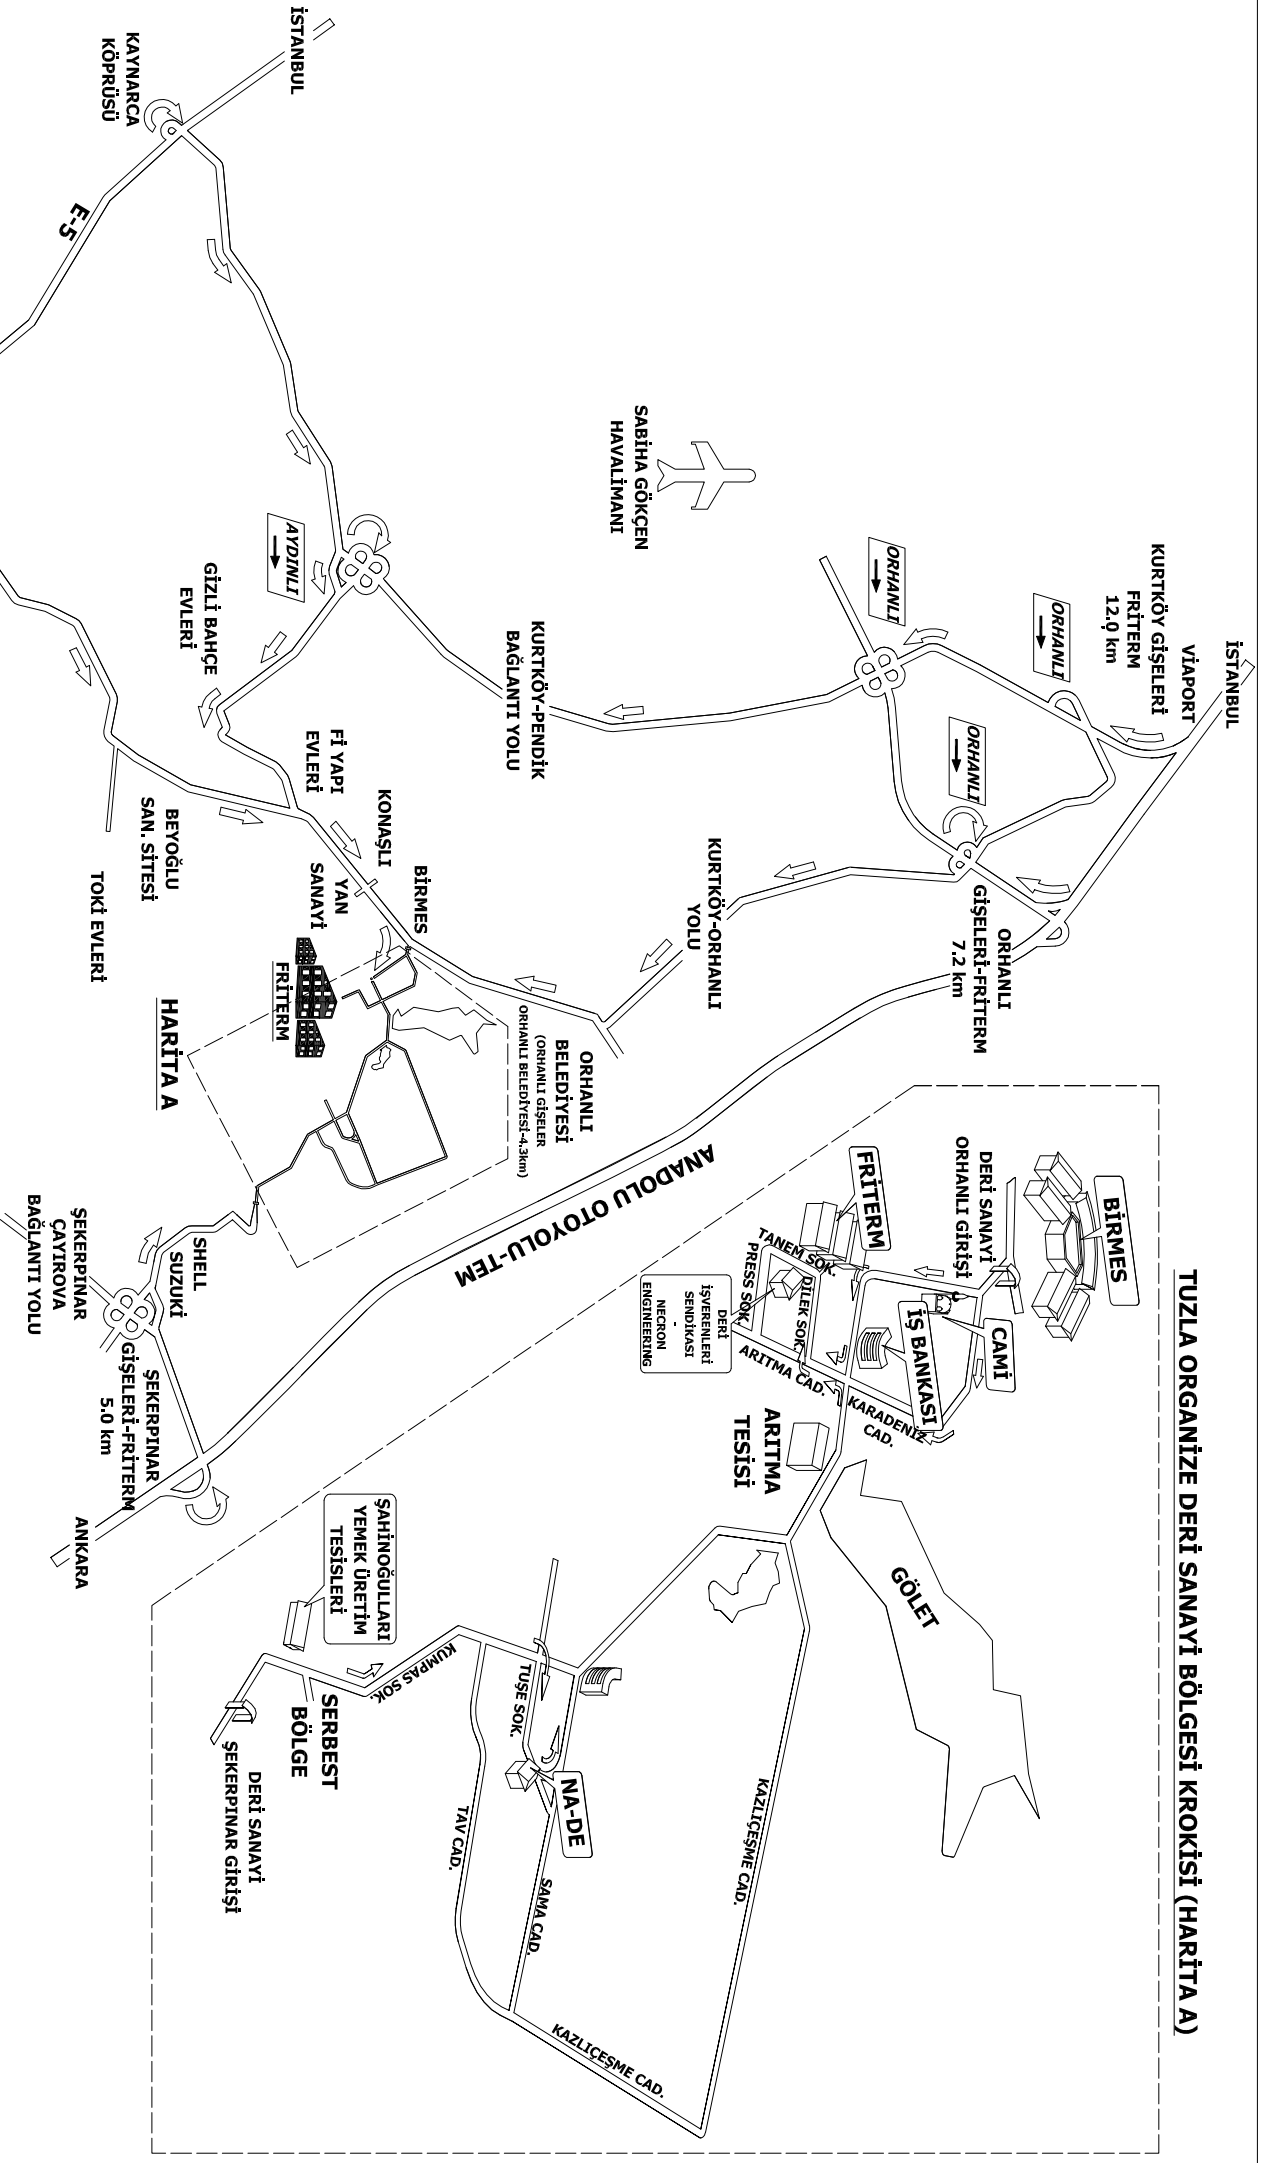 TUZLA ORGANİZE DERİ SANAYİ BÖLGESİ KROKİSİ (HARİTA A)
İSTANBUL
VİAPORT
KURTKÖY GİŞELERİ
FRİTERM
12.0 km
ORHANLI
ORHANLI
ORHANLI
ORHANLI
GİŞELERİ-FRİTERM
7.2 km
SABİHA GÖKÇEN
HAVALİMANI
KURTKÖY-ORHANLI
YOLU
KURTKÖY-PENDİK
BAĞLANTI YOLU
İSTANBUL
KAYNARCA
KÖPRÜSÜ
E-5
AYDINLI
GİZLİ BAHÇE
EVLERİ
Fİ YAPI
EVLERİ
KONAŞLI
BİRMES
YAN
SANAYİ
FRİTERM
BEYOĞLU
SAN. SİTESİ
TOKİ EVLERİ
HARİTA A
ORHANLI
BELEDİYESİ
(ORHANLI GİŞELER
ORHANLI BELEDİYESİ-4.3km)
ANADOLU OTOYOLU-TEM
SHELL
SUZUKİ
ŞEKERPINAR
ÇAYIROVA
BAĞLANTI YOLU
ŞEKERPINAR
GİŞELERİ-FRİTERM
5.0 km
ANKARA
BİRMES
DERİ SANAYİ
ORHANLI GİRİŞİ
CAMİ
İŞ BANKASI
FRİTERM
TANEM SOK.
PRESS SOK.
DİLEK SOK.
ARITMA CAD.
KARADENİZ
CAD.
DERİ
İŞVERENLERİ
SENDİKASI
-
NECRON
ENGINEERING
ARITMA
TESİSİ
GÖLET
ŞAHİNOĞULLARI
YEMEK ÜRETİM
TESİSLERİ
KUMPAS SOK.
TUŞE SOK.
NA-DE
SERBEST
BÖLGE
DERİ SANAYİ
ŞEKERPINAR GİRİŞİ
TAV CAD.
SAMA CAD.
KAZLIÇEŞME CAD.
KAZLIÇEŞME CAD.